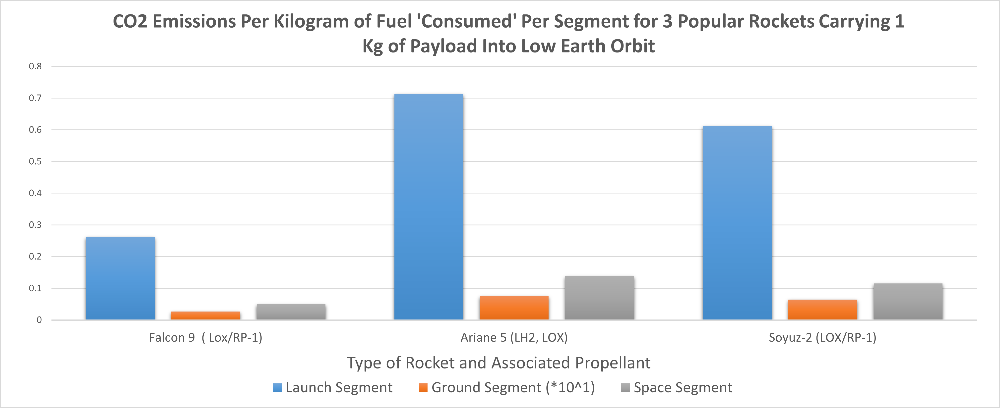 CO2 Emissions Per Kilogram of Fuel 'Consumed' Per Segment for 3 Popular Rockets Carrying 1
Kg of Payload Into Low Earth Orbit
0.8
0.7
0.6
0.5
0.4
0.3
0.2
0.1
0
Falcon 9  ( Lox/RP-1)
Ariane 5 (LH2, LOX)
Soyuz-2 (LOX/RP-1)
Type of Rocket and Associated Propellant
Launch Segment
Ground Segment (*10^1)
Space Segment